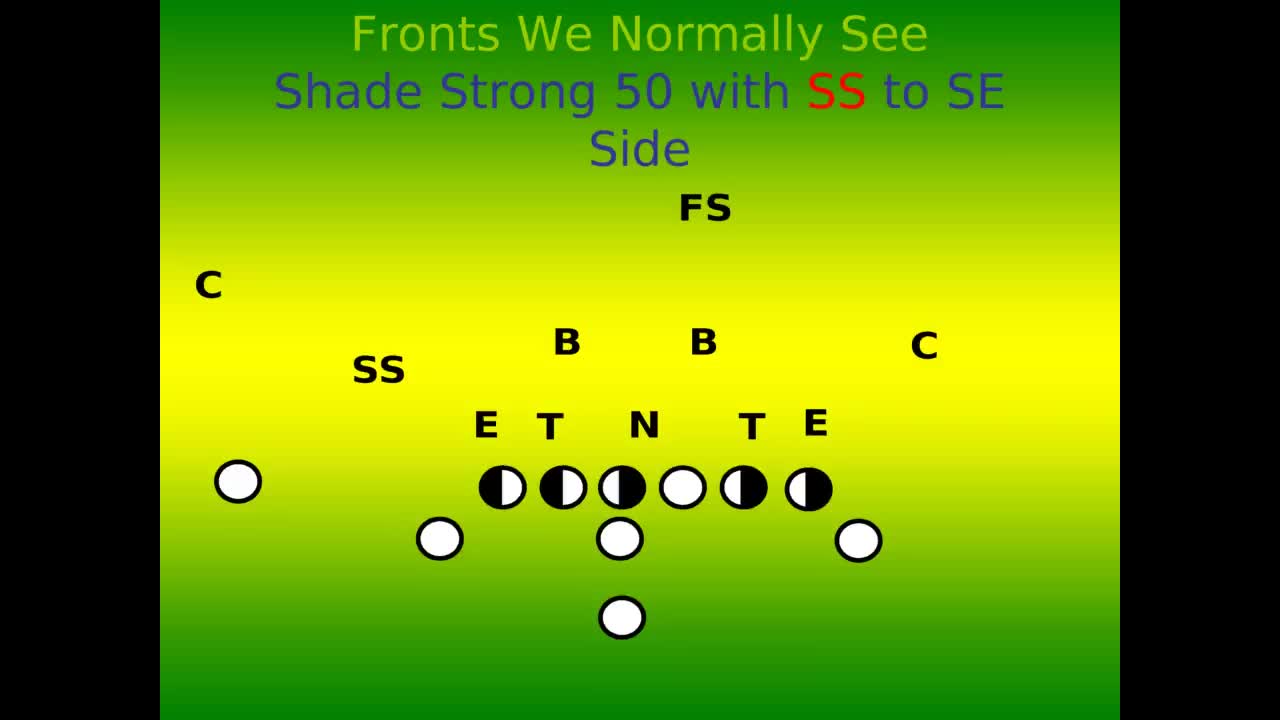 Fronts We Normally See
Shade Strong 50 with SS to SE
Side
FS
C
B B C
SS
E T N T E